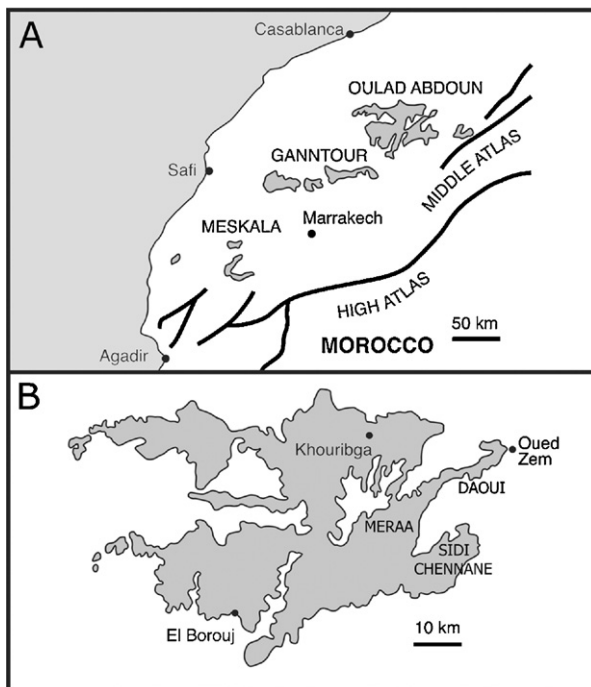 A
Casablanca
OULAD ABDOUN
GANNTOUR
Safi
MIDDLE ATLAS
MESKALA
Marrakech
HIGH ATLAS
50 km
MOROCCO
Agadir
B
Khouribga
Oued
Zem
DAOUI
MERAA
SIDI
CHENNANE
El Borouj
10 km